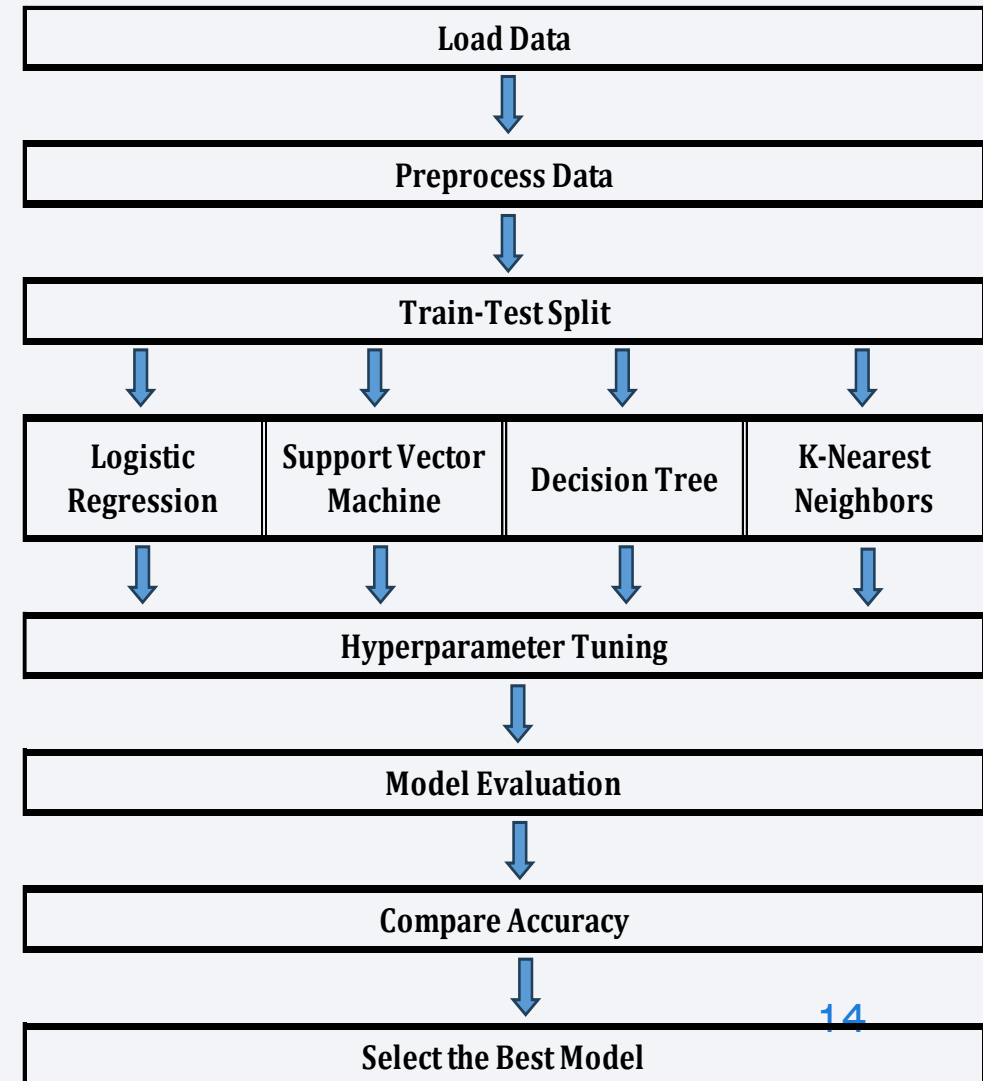 Load Data
Preprocess Data
Train-Test Split
Logistic
Regression
Support Vector
Machine
Decision Tree
K-Nearest
Neighbors
Hyperparameter Tuning
Model Evaluation
Compare Accuracy
14
Select the Best Model